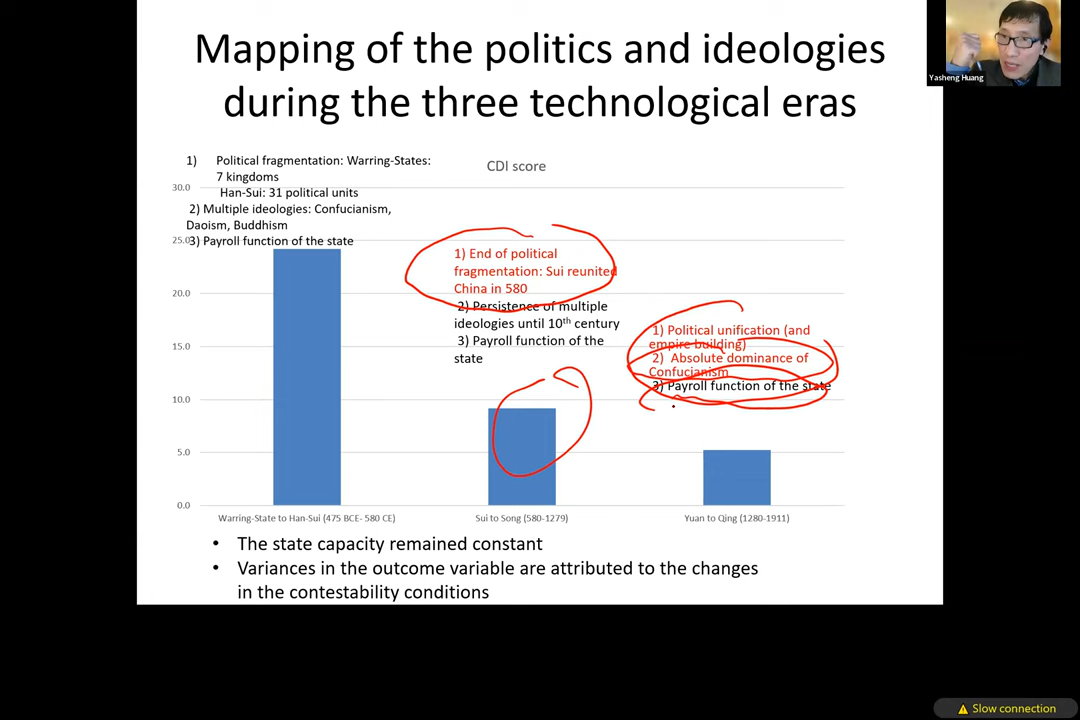 Mapping of the politics and ideologies
during the three technological eras
Yasheng Huang
CDI score
1) Political fragmentation: Warring-States:
7 kingdoms
Han-Sui: 31 political units
2) Multiple ideologies: Confucianism,
Daoism, Buddhism
3) Payroll function of the state
1) End of political
fragmentation: Sui reunited
China in 580
2) Persistence of multiple
ideologies until 10th century
3) Payroll function of the
state
1) Political unification (and
empire building)
2) Absolute dominance of
Confucianism
3) Payroll function of the state
30.0
25.0
20.0
15.0
10.0
5.0
0.0
Warring-State to Han-Sui (475 BCE- 580 CE)
Sui to Song (580-1279)
Yuan to Qing (1280-1911)
• The state capacity remained constant
• Variances in the outcome variable are attributed to the changes
in the contestability conditions
Slow connection